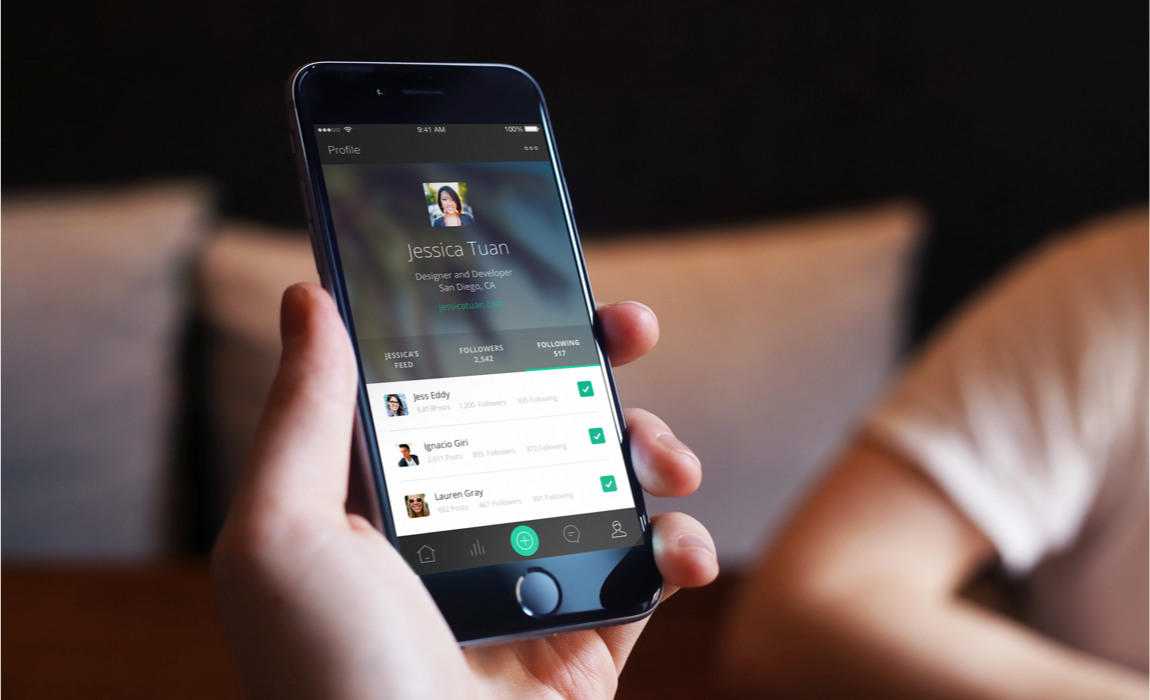 9:41 AM
100%
Profile
Jessica Tuan
Designer and Developer
San Diego, CA
jessicatuan.com
JESSICA'S
FEED
FOLLOWERS
2,542
FOLLOWING
517
Jess Eddy
6,813Posts 1,200 Followers 935 Following
Ignacio Giri
2,611 Posts 893 Followers 872 Following
Lauren Gray
662 Posts 467 Followers 891 Following